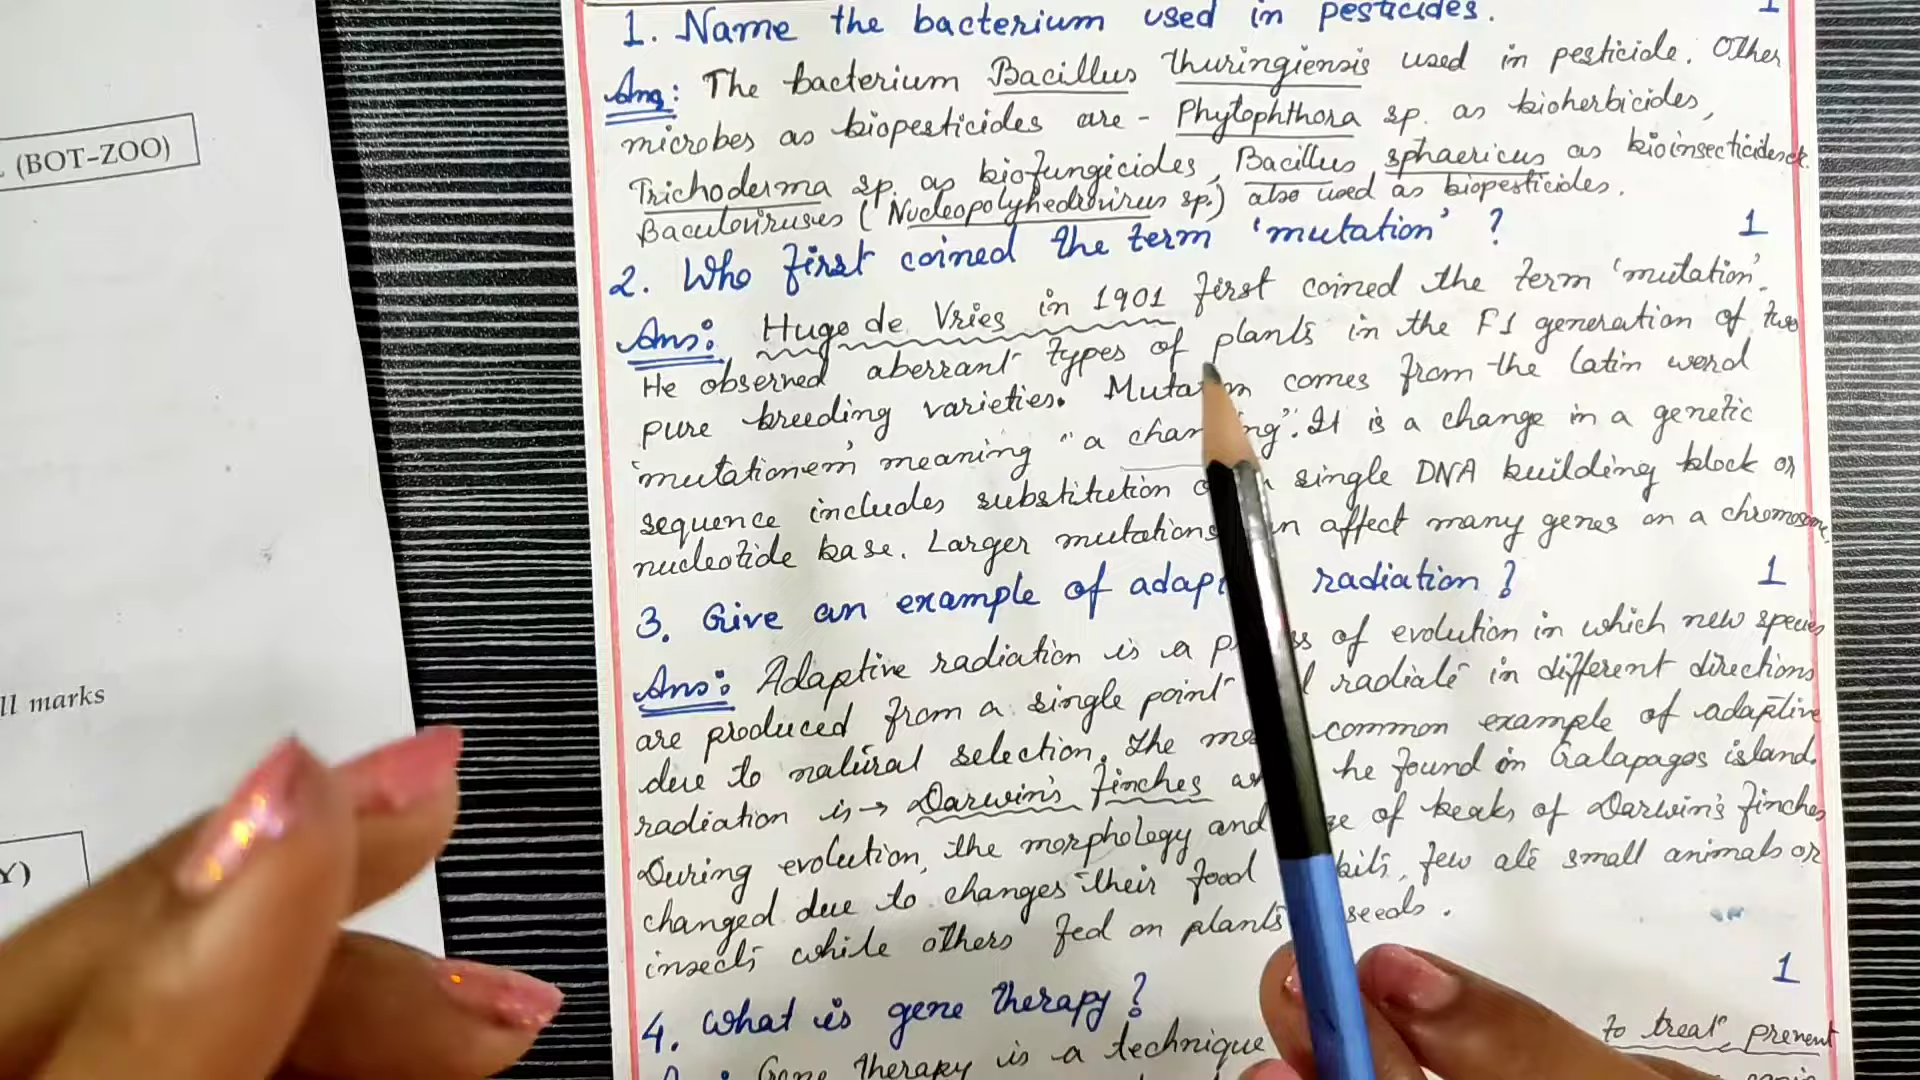 (BOT-ZOO)
ll marks
Y)
1. Name the bacterium used in pesticides. 1
Ans: The bacterium Bacillus thuringiensis used in pesticide. Other
microbes as biopesticides are - Phytophthora sp. as bioherbicides,
Trichoderma sp. as biofungicides, Bacillus sphaericus as bioinsecticides etc.
Baculoviruses (Nucleopolyhedrovirus sp.) also used as biopesticides.
2. Who first coined the term 'mutation' ? 1
Ans: Hugo de Vries in 1901 first coined the term 'mutation'.
He observed aberrant types of plants in the F1 generation of two
pure breeding varieties. Mutation comes from the latin word
'mutationem' meaning "a changing". It is a change in a genetic
sequence includes substitution single DNA building block or
nucleotide base. Larger mutations in affect many genes on a chromosome.
3. Give an example of adap radiation ? 1
Ans: Adaptive radiation is a p ss of evolution in which new species
are produced from a single point radiate in different directions
due to natural selection. The mo common example of adaptive
radiation is → Darwin's finches a he found in Galapagos island.
During evolution, the morphology and e of beaks of Darwin's finches
changed due to changes their food bits, few ate small animals or
insects while others fed on plants seeds.
4. What is gene therapy ? 1
Gene therapy is a technique to treat, prevent